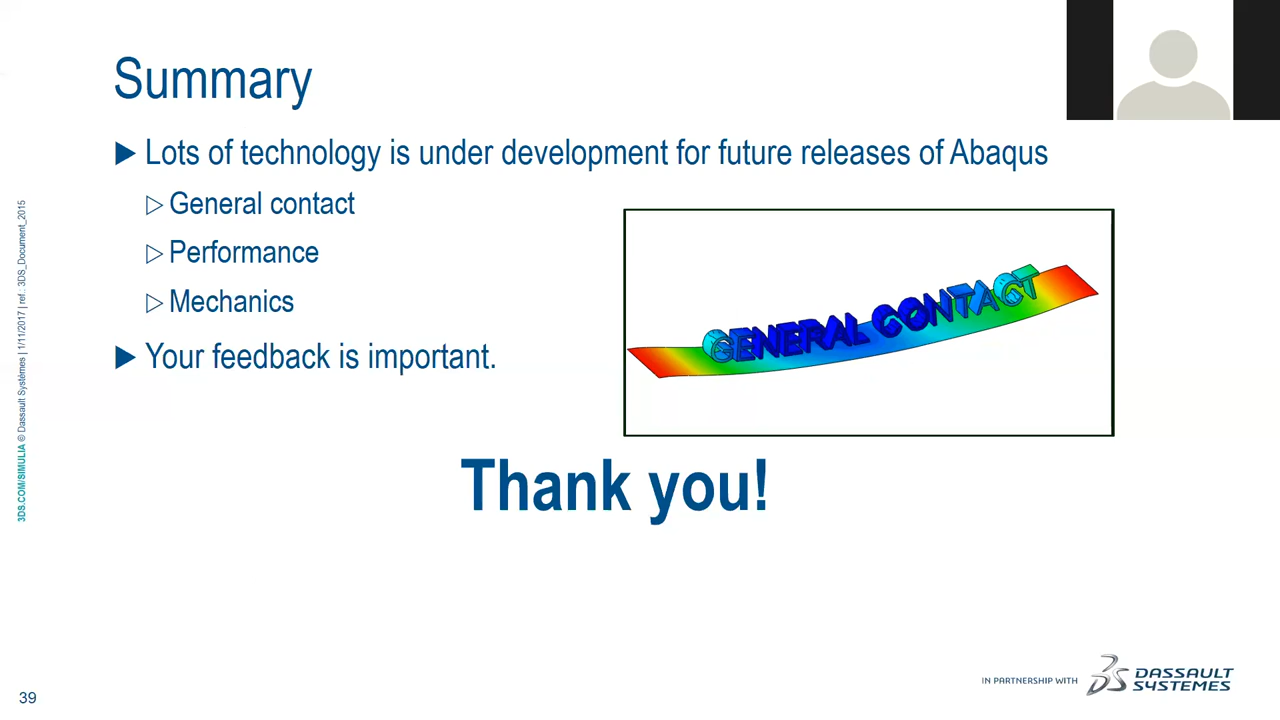 Summary
Lots of technology is under development for future releases of Abaqus
General contact
Performance
Mechanics
Your feedback is important.
GENERAL CONTACT
Thank you!
3DS.COM/SIMULIA © Dassault Systèmes | 1/11/2017 | ref.: 3DS_Document_2015
39
IN PARTNERSHIP WITH
DASSAULT
SYSTEMES